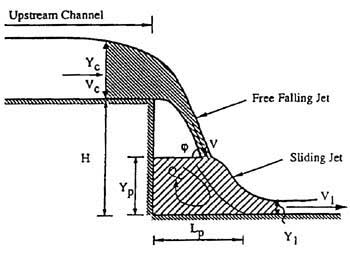 Upstream Channel
Yc
Vc
Free Falling Jet
H
φ
V
Sliding Jet
Yp
V1
Lp
Y1